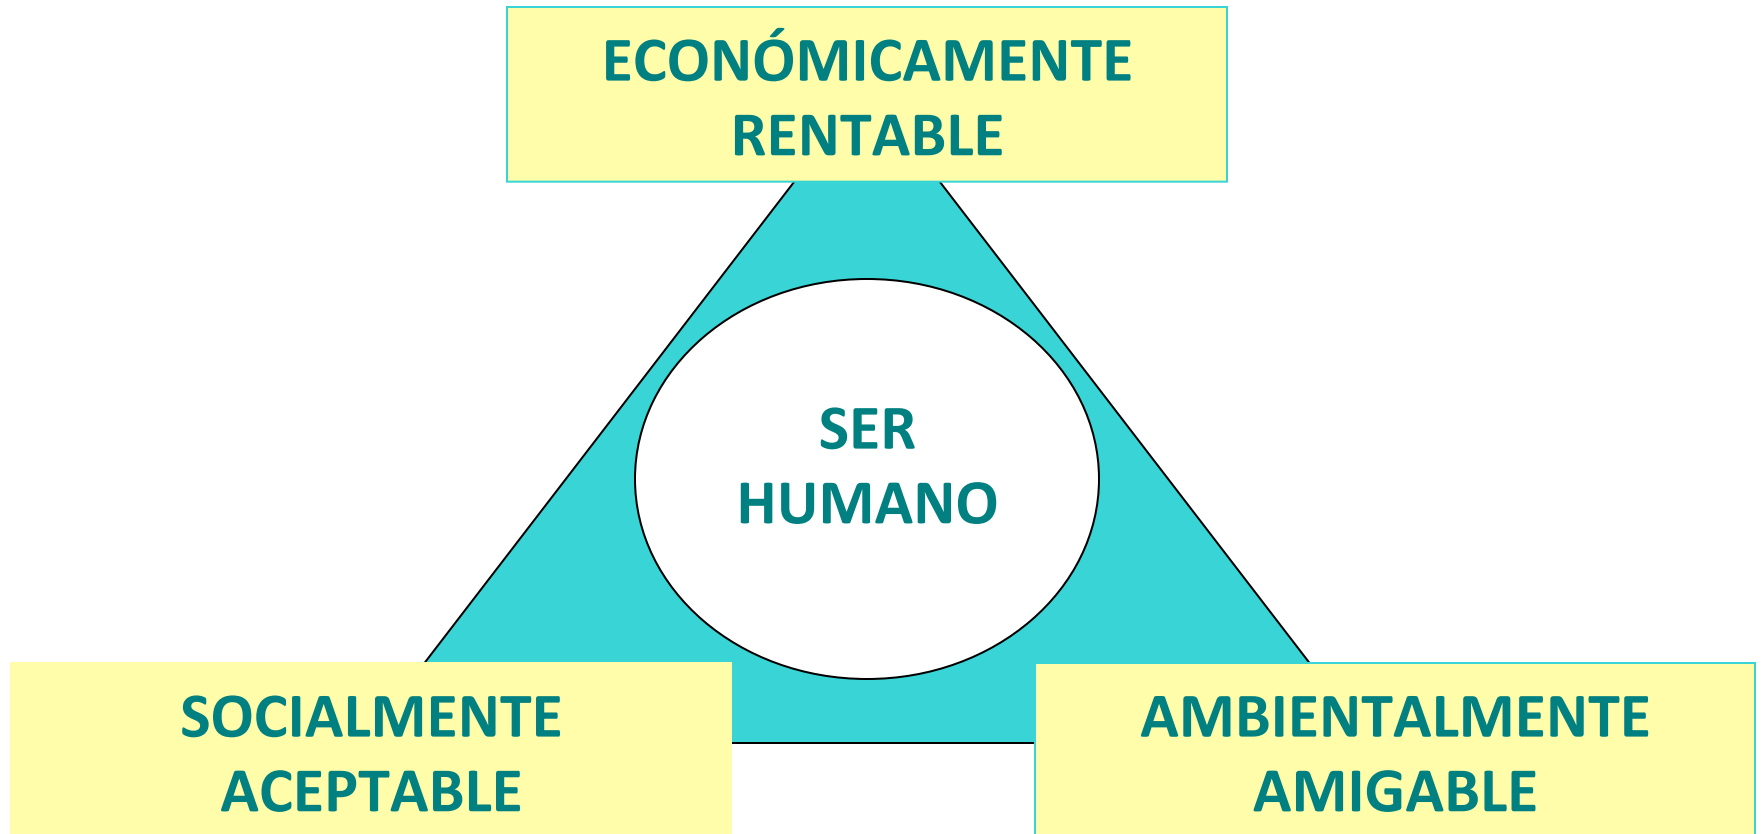 ECONÓMICAMENTE
RENTABLE
SER
HUMANO
SOCIALMENTE
ACEPTABLE
AMBIENTALMENTE
AMIGABLE